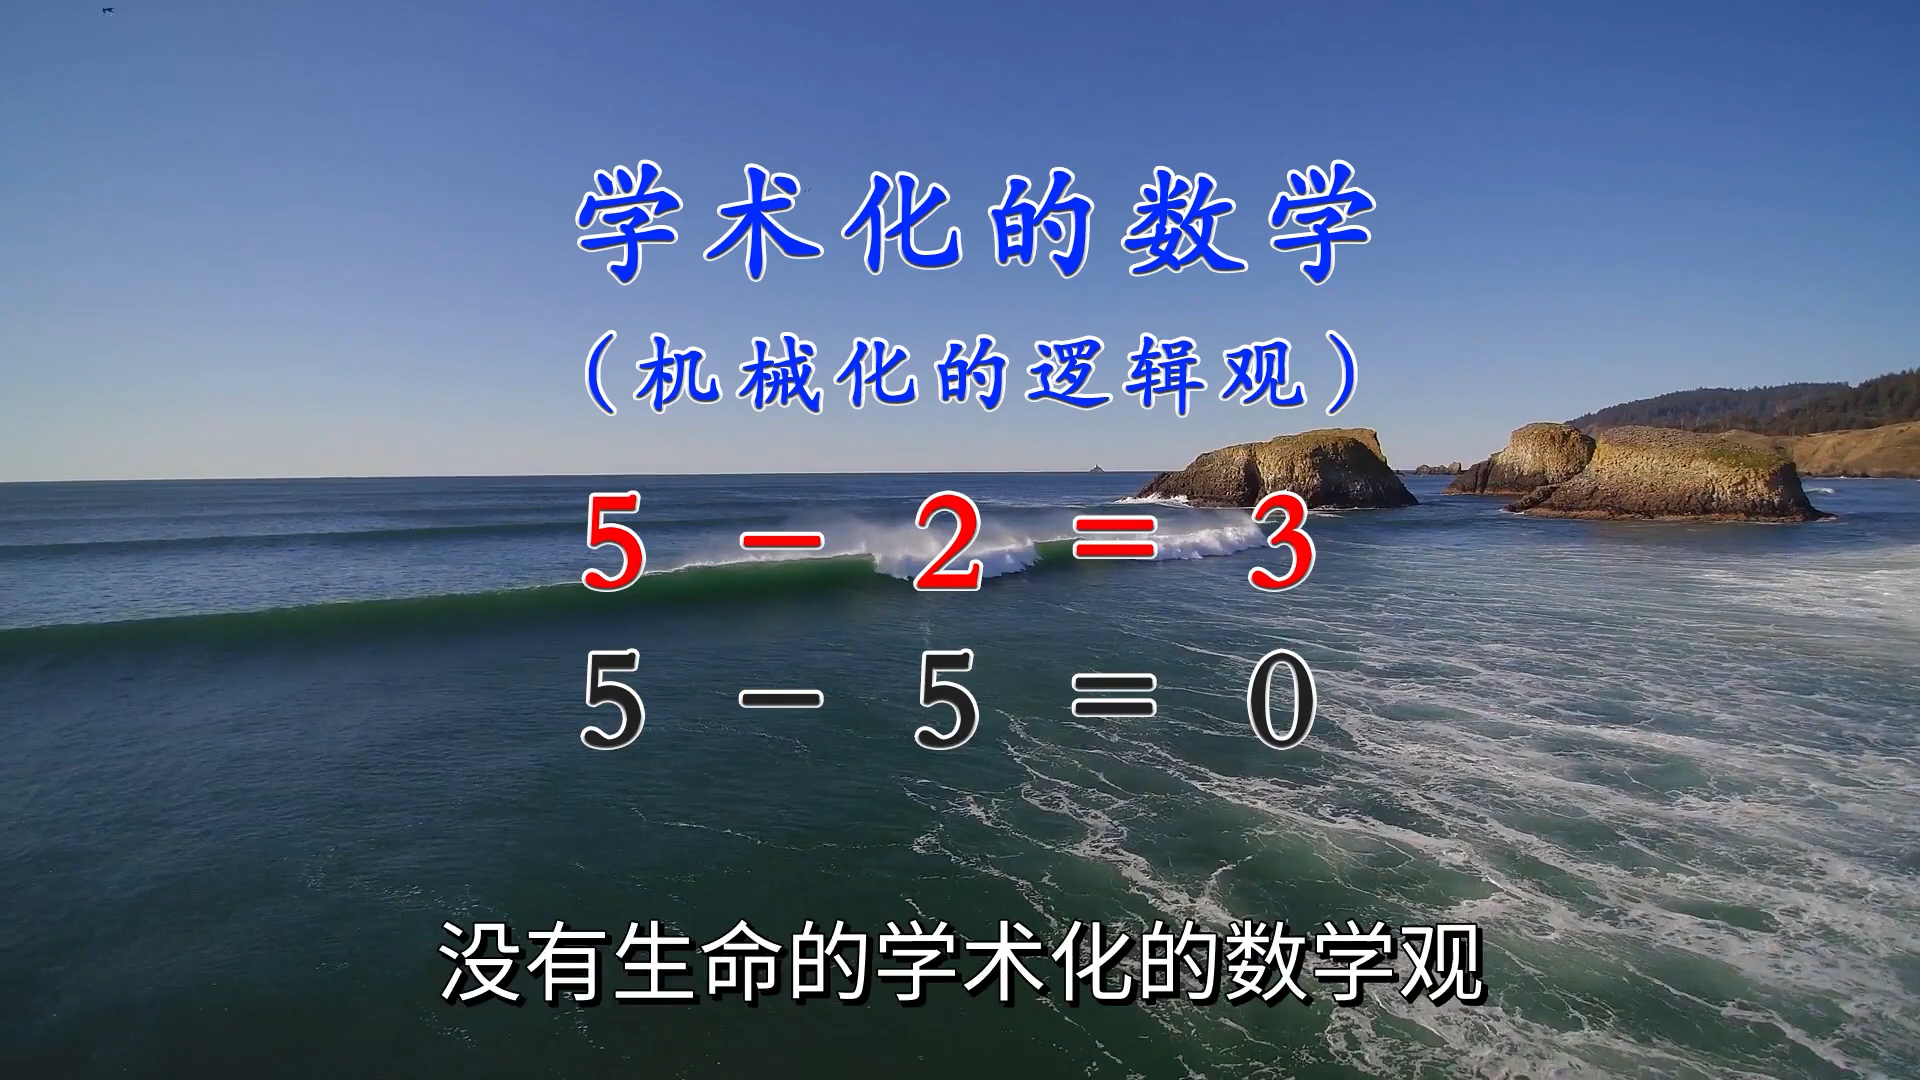 学术化的数学
（机械化的逻辑观）
5 - 2 = 3
5 - 5 = 0
没有生命的学术化的数学观